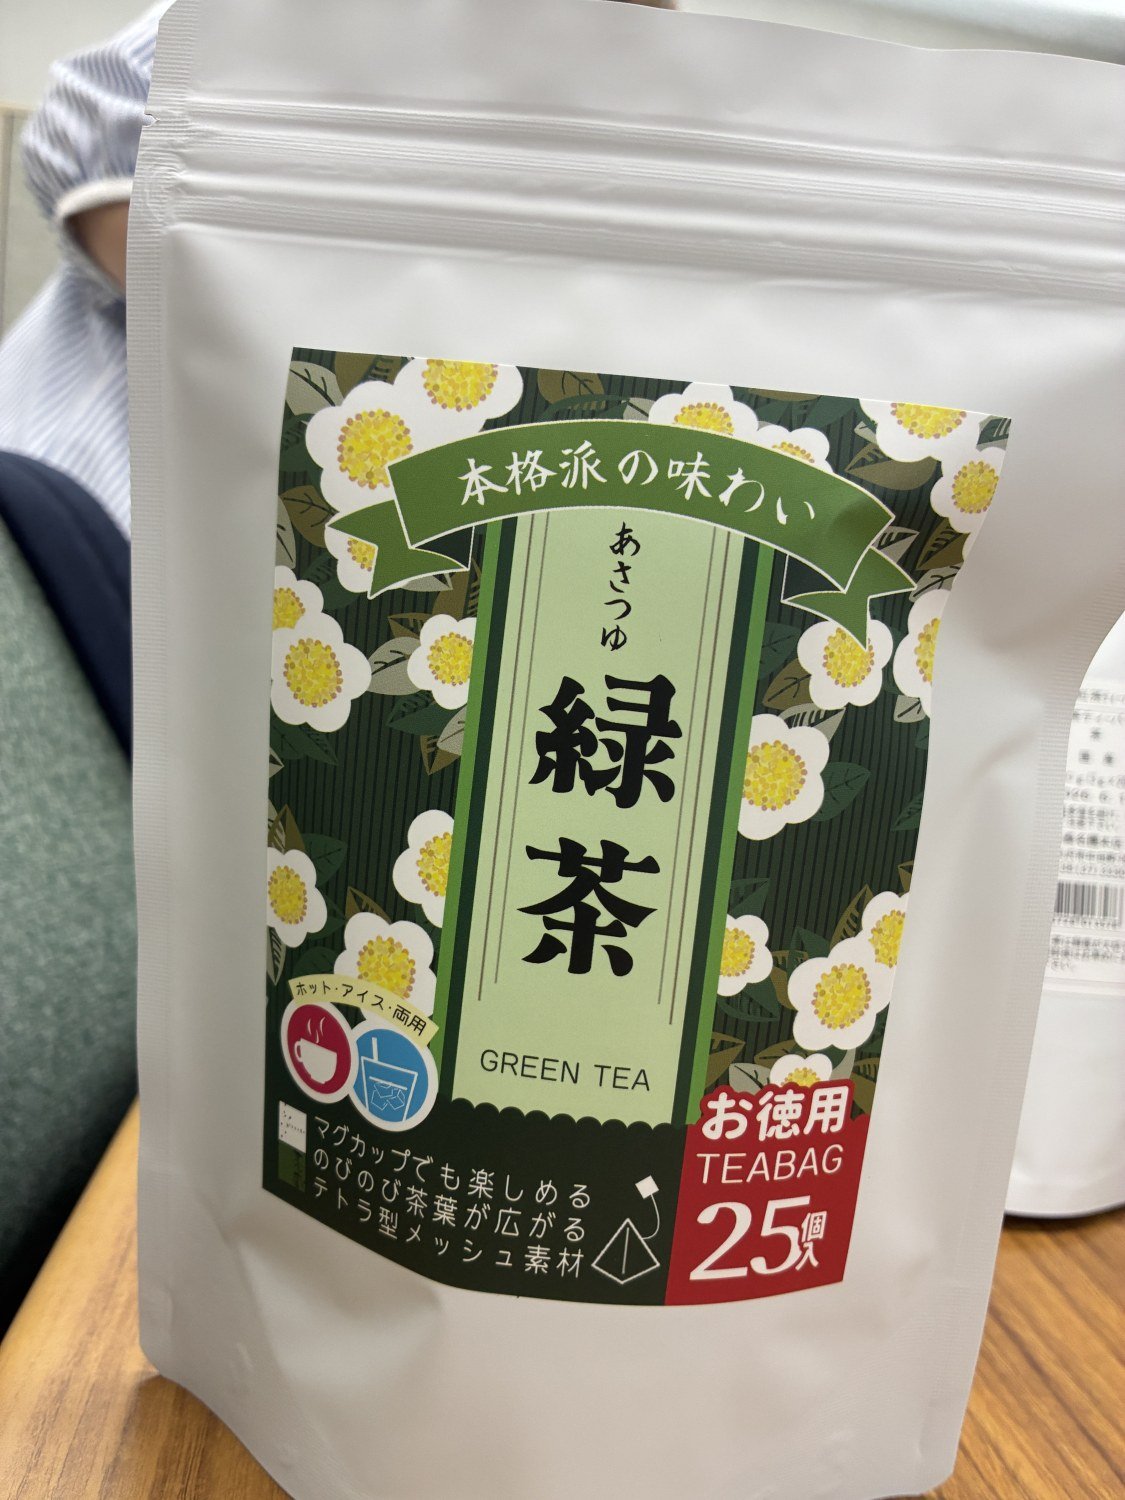 本格派の味わい
あさつゆ
緑茶
GREEN TEA
ホット・アイス・両用
マグカップでも楽しめる
のびのび茶葉が広がる
テトラ型メッシュ素材
お徳用
TEABAG
25個入